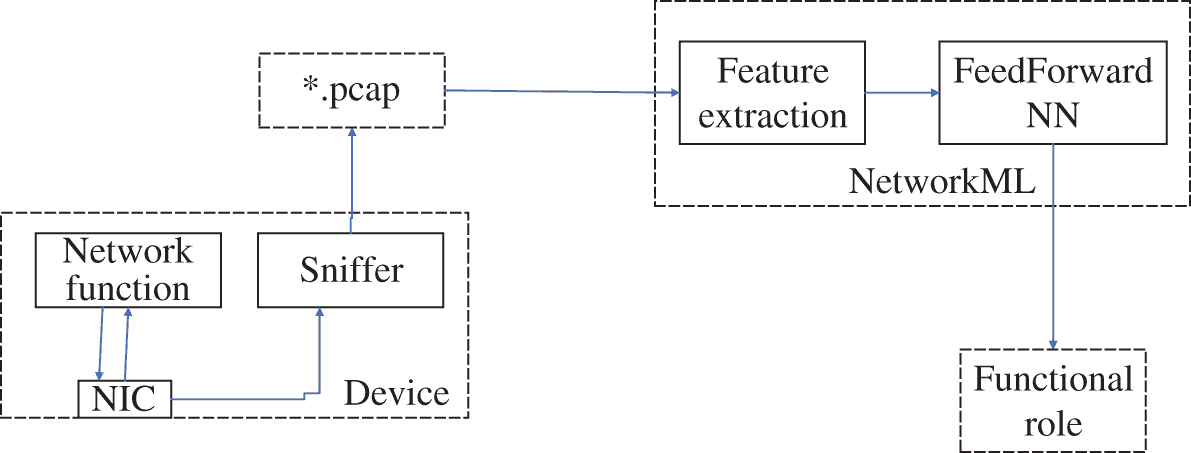 *.pcap
Feature
extraction
FeedForward
NN
NetworkML
Network
function
Sniffer
NIC
Device
Functional
role